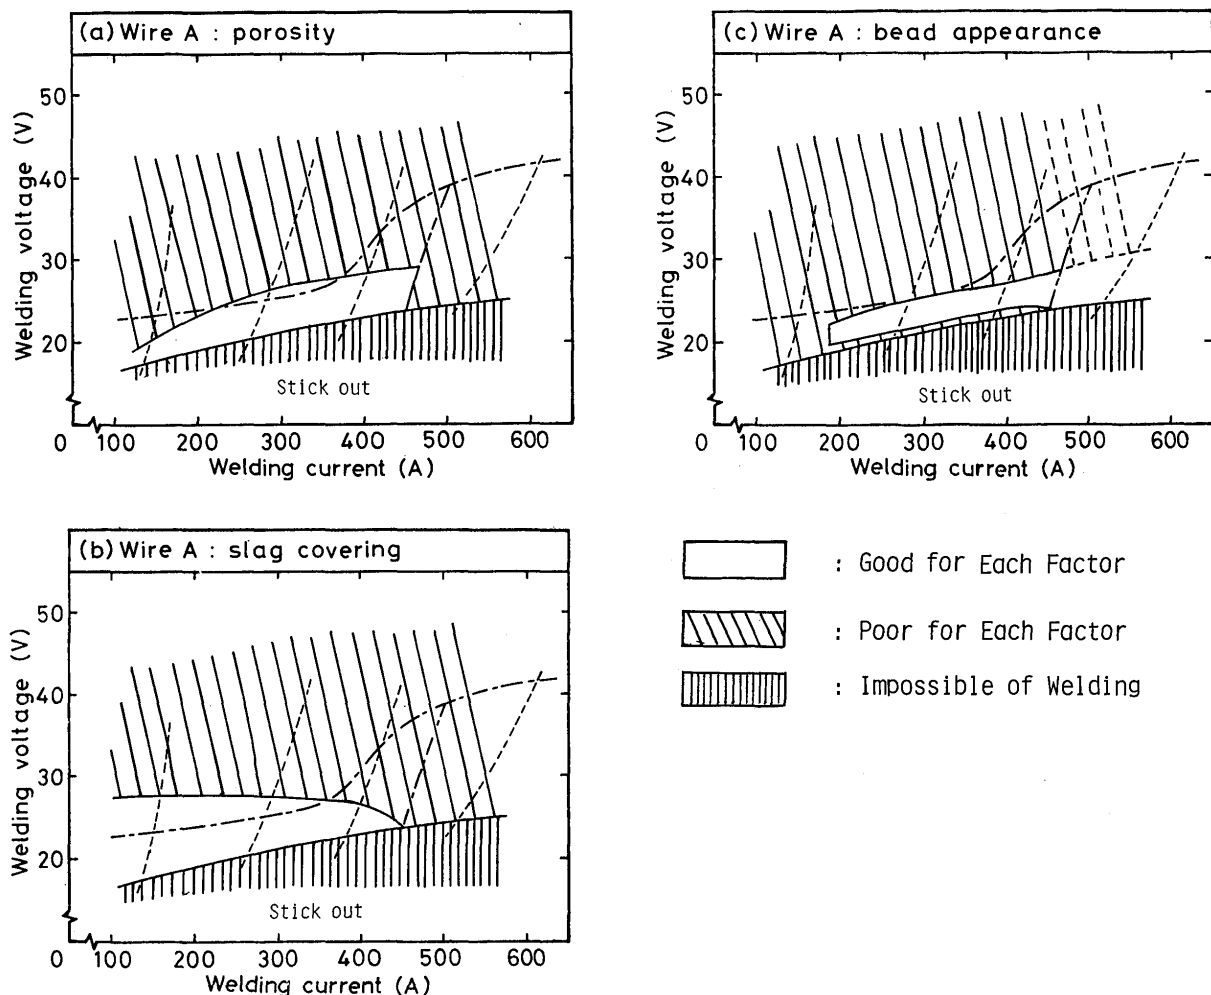 (a) Wire A : porosity
Welding voltage (V)
50
40
30
20
0
Stick out
100 200 300 400 500 600
Welding current (A)
(c) Wire A : bead appearance
Welding voltage (V)
50
40
30
20
0
Stick out
100 200 300 400 500 600
Welding current (A)
(b) Wire A : slag covering
Welding voltage (V)
50
40
30
20
0
Stick out
100 200 300 400 500 600
Welding current (A)
: Good for Each Factor
: Poor for Each Factor
: Impossible of Welding